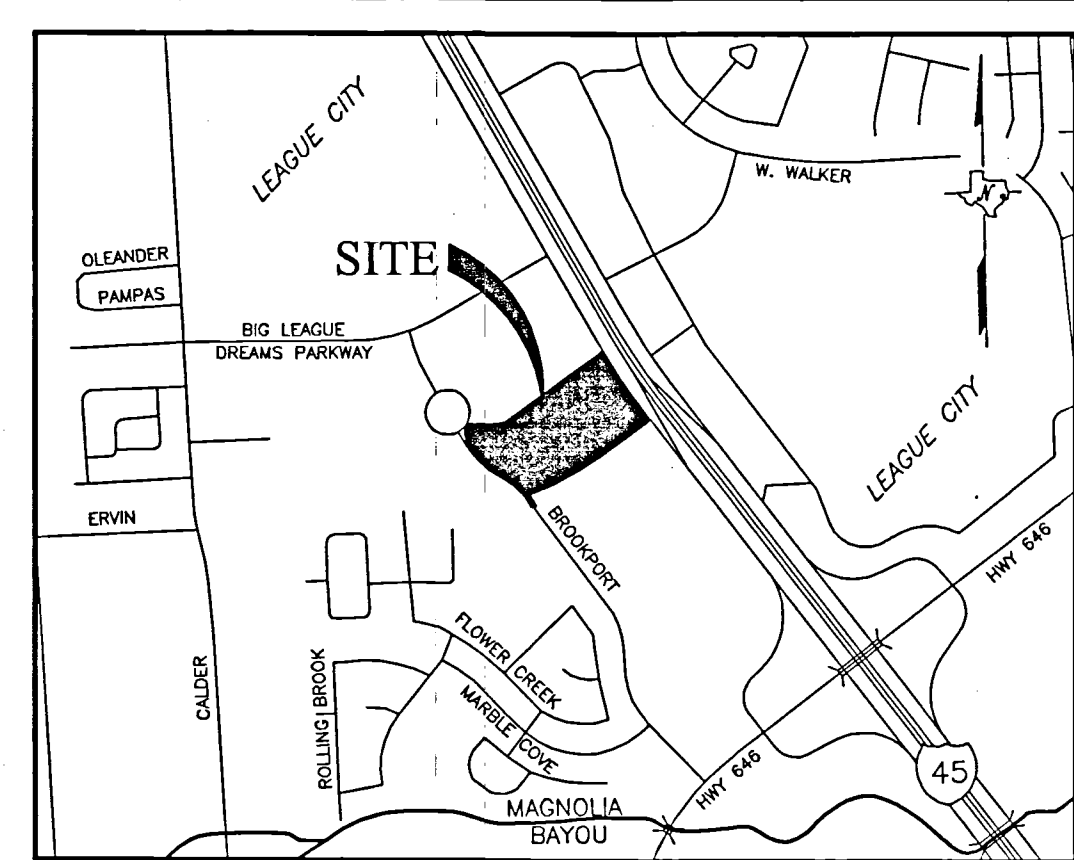 LEAGUE CITY
W. WALKER
N
OLEANDER
SITE
PAMPAS
BIG LEAGUE
DREAMS PARKWAY
LEAGUE CITY
ERVIN
BROOKPORT
HWY 646
FLOWER CREEK
CALDER
ROLLING BROOK
MARBLE COVE
HWY 646
45
MAGNOLIA
BAYOU